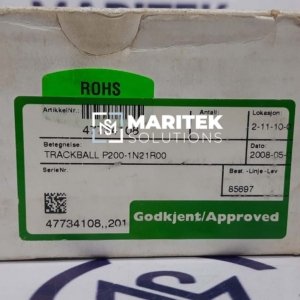 ROHS
ArtikkelNr.:
Antall:
Lokasjon:
2-11-10-
MARITEK
SOLUTIONS
Betegnelse:
Dato:
TRACKBALL P200-1N21R00
2008-05-
SerieNr.
Best. -Linje -Lev
85697
47734108,,201
Godkjent/Approved